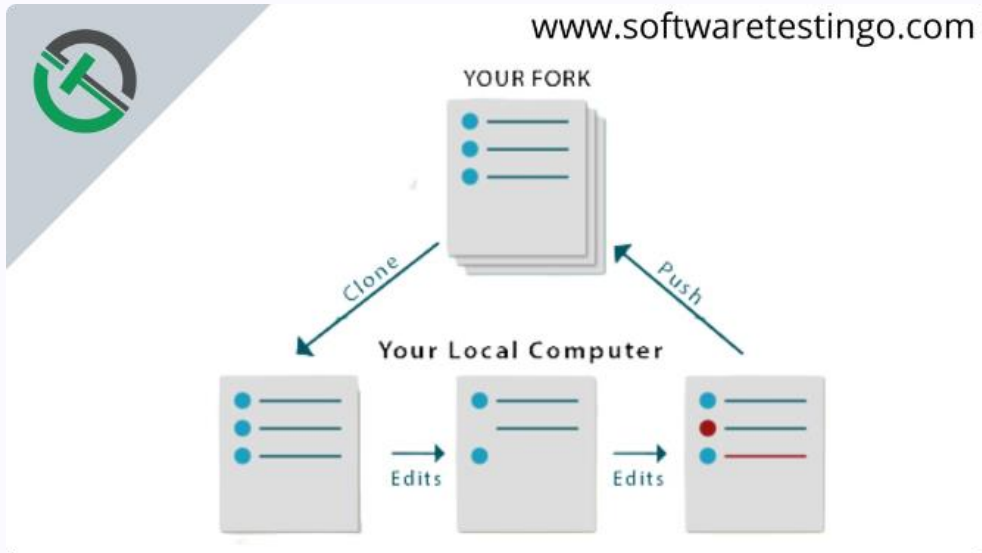 www.softwaretestingo.com
YOUR FORK
Clone
Push
Your Local Computer
Edits
Edits